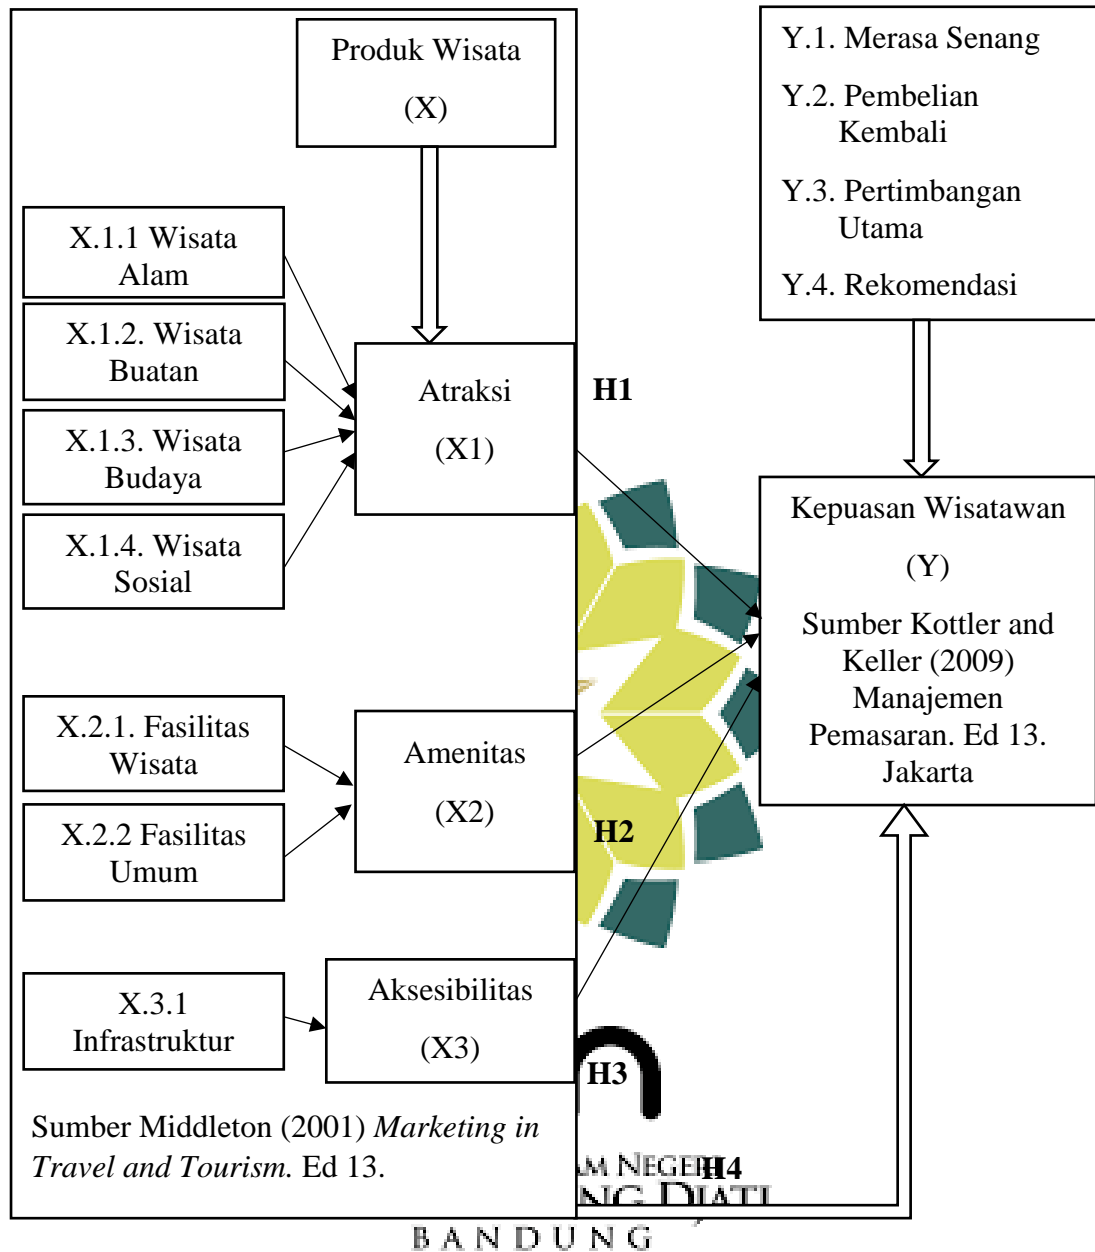 Produk Wisata
(X)
X.1.1 Wisata
Alam
X.1.2. Wisata
Buatan
X.1.3. Wisata
Budaya
X.1.4. Wisata
Sosial
Atraksi
(X1)
H1
X.2.1. Fasilitas
Wisata
X.2.2 Fasilitas
Umum
Amenitas
(X2)
H2
X.3.1
Infrastruktur
Aksesibilitas
(X3)
H3
Sumber Middleton (2001) Marketing in
Travel and Tourism. Ed 13.
Y.1. Merasa Senang
Y.2. Pembelian
Kembali
Y.3. Pertimbangan
Utama
Y.4. Rekomendasi
Kepuasan Wisatawan
(Y)
Sumber Kottler and
Keller (2009)
Manajemen
Pemasaran. Ed 13.
Jakarta
H4
BANDUNG